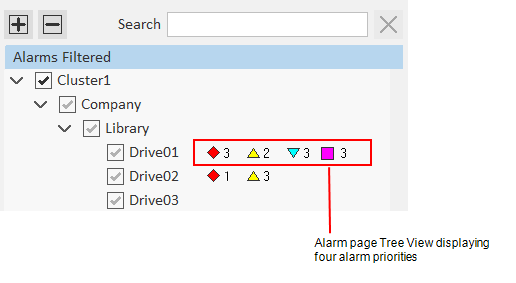 Search
Alarms Filtered
Cluster1
Company
Library
Drive01 3 2 3 3
Drive02 1 3
Drive03
Alarm page Tree View displaying
four alarm priorities